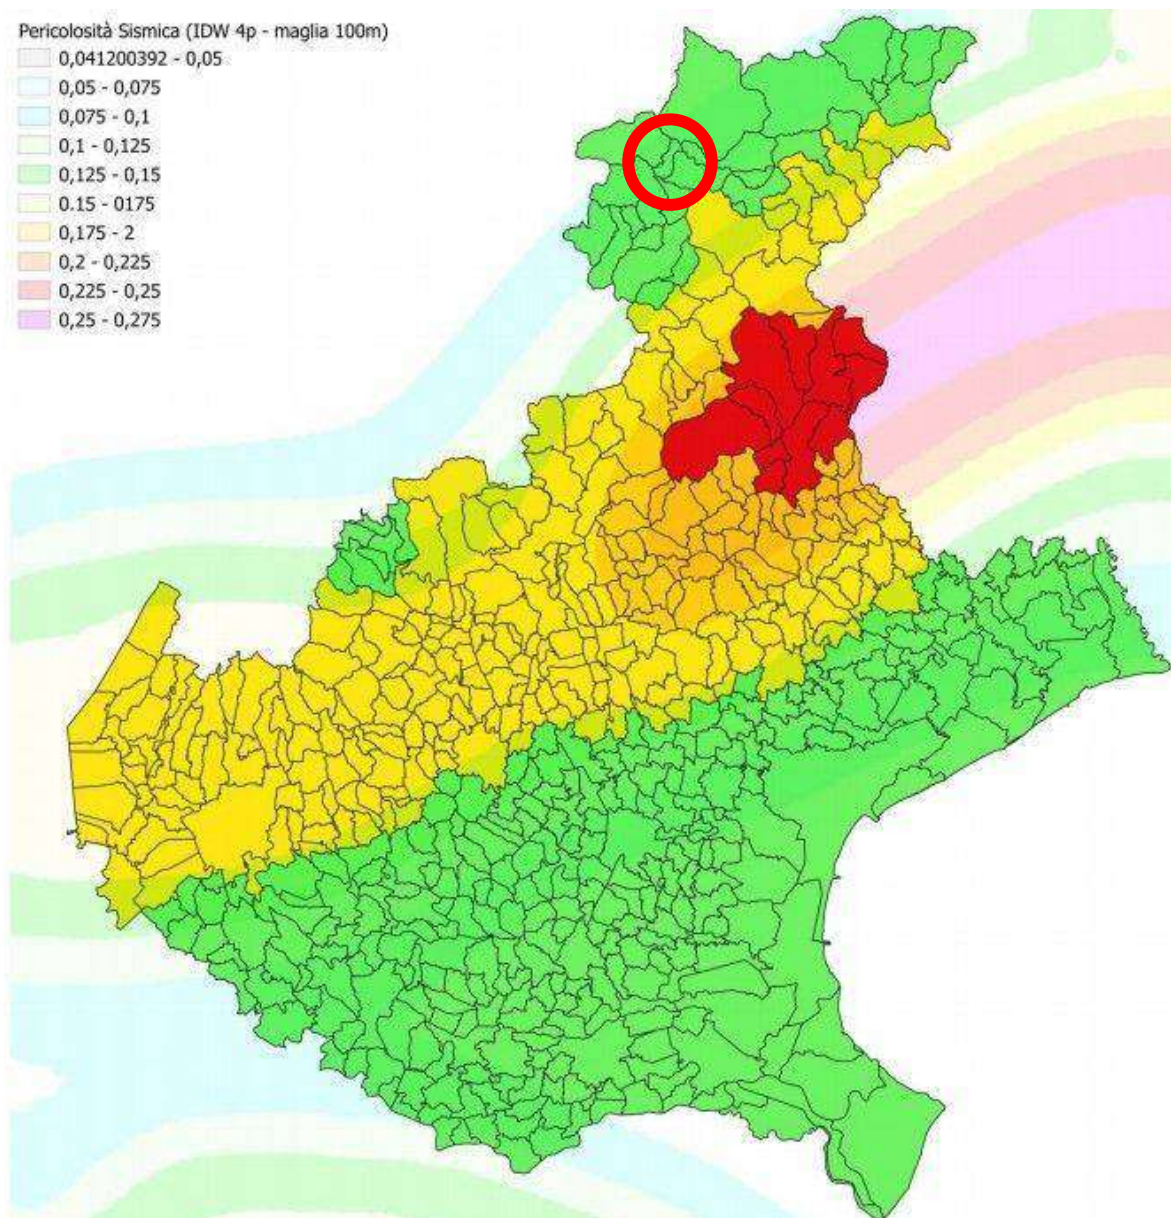 Pericolosità Sismica (IDW 4p - maglia 100m)
0,041200392 - 0,05
0,05 - 0,075
0,075 - 0,1
0,1 - 0,125
0,125 - 0,15
0.15 - 0175
0,175 - 2
0,2 - 0,225
0,225 - 0,25
0,25 - 0,275